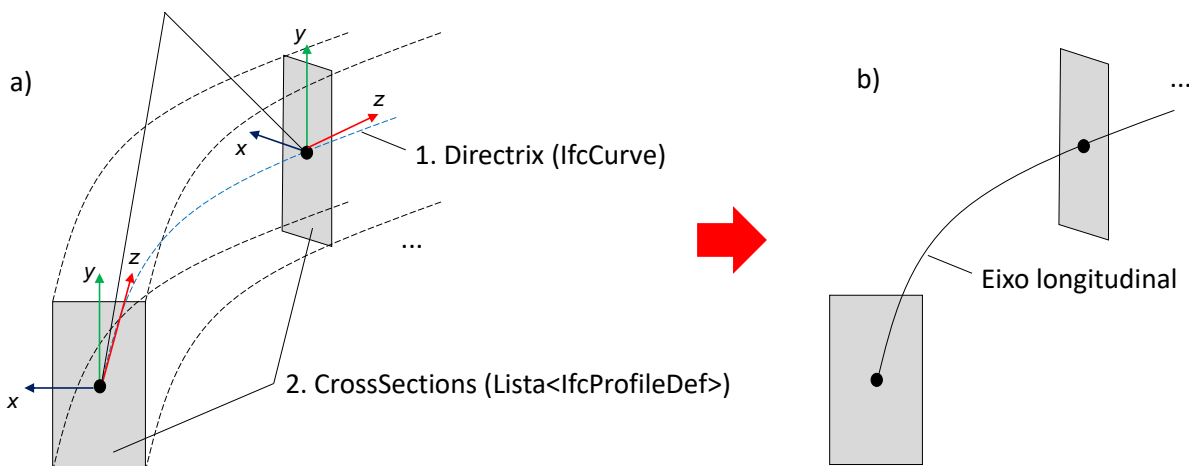 a)
y
z
x
1. Directrix (IfcCurve)
...
y
z
x
2. CrossSections (Lista<IfcProfileDef>)
b)
...
Eixo longitudinal